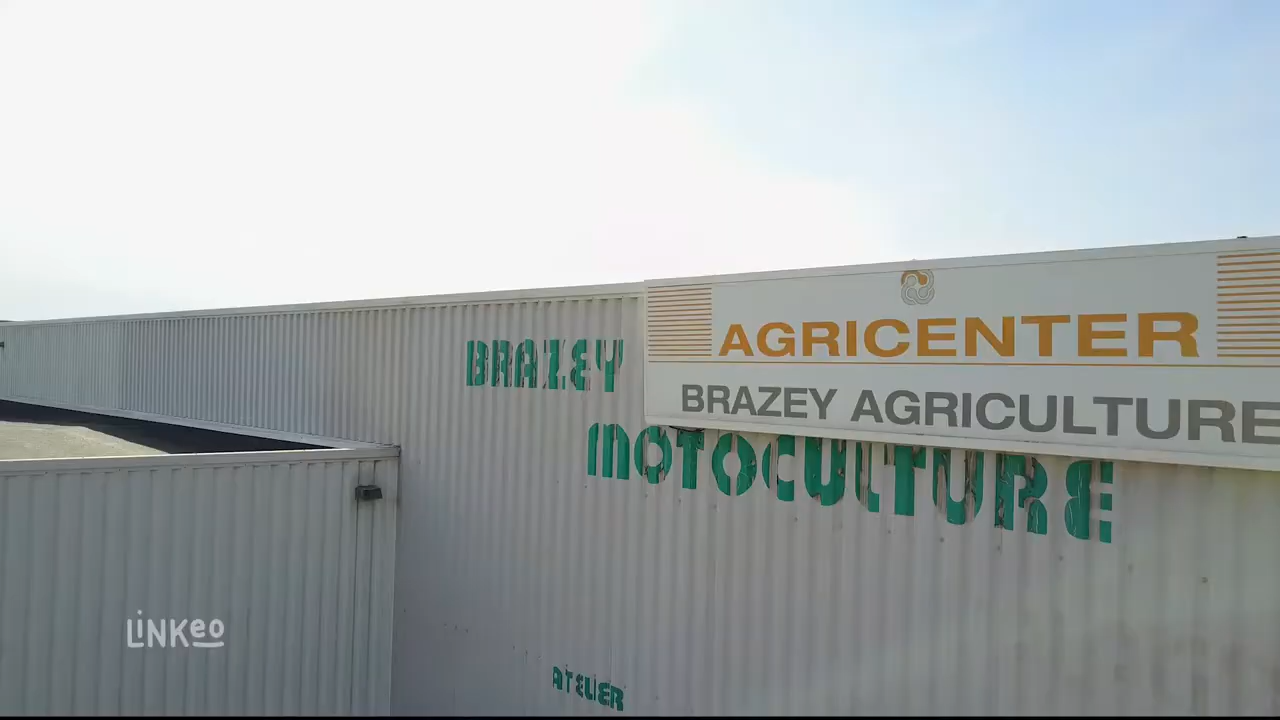 AGRICENTER
BRAZEY AGRICULTURE
BRAZEY
MOTOCULTURE
ATELIER
LiNKeo